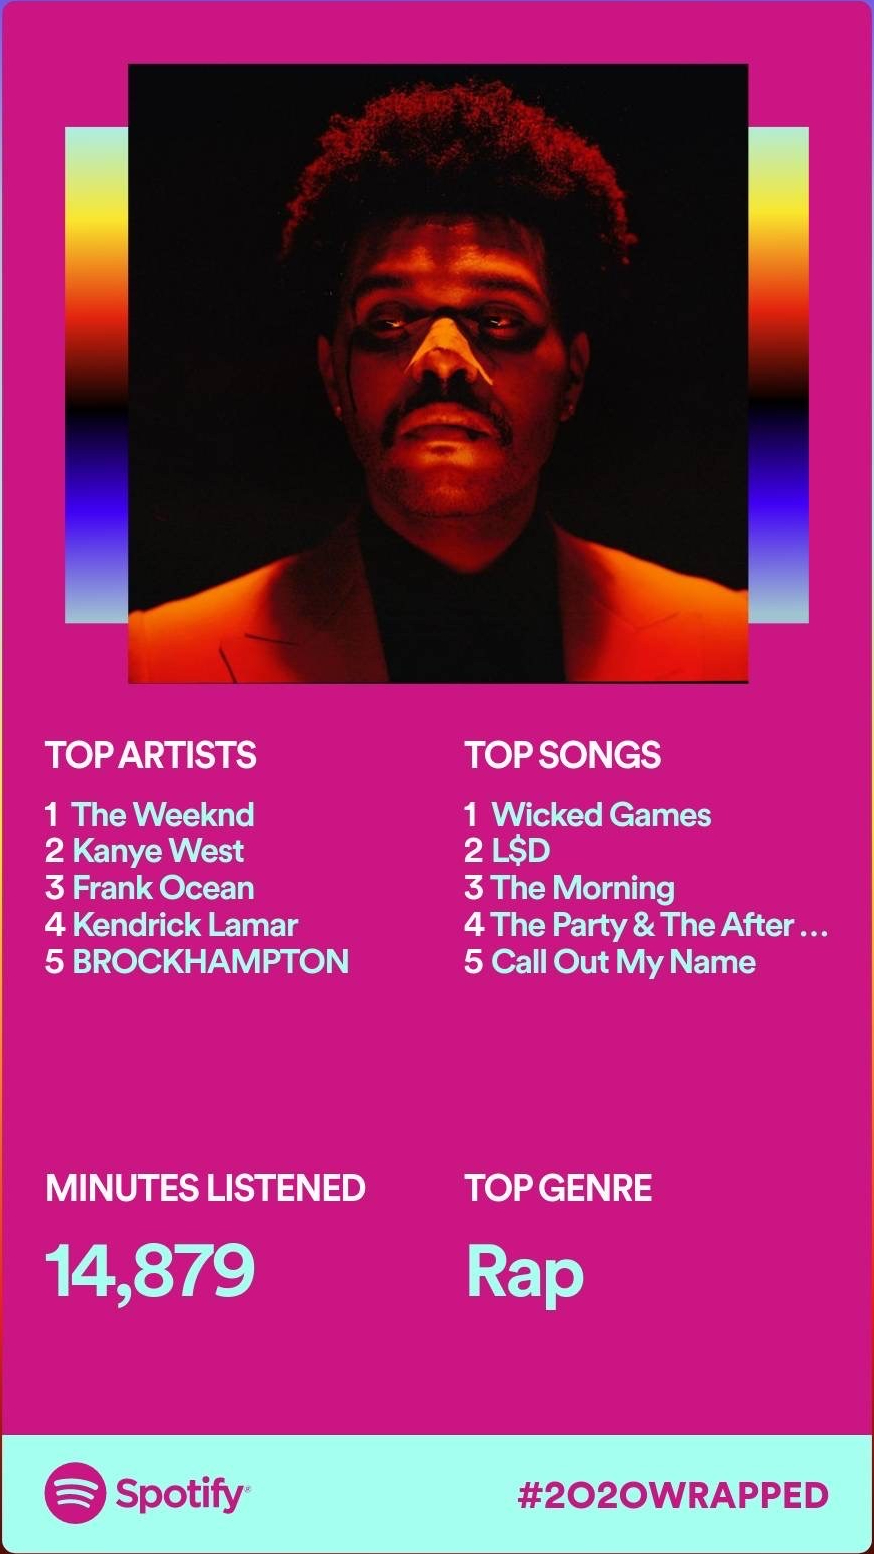 TOP ARTISTS
1 The Weeknd
2 Kanye West
3 Frank Ocean
4 Kendrick Lamar
5 BROCKHAMPTON
TOP SONGS
1 Wicked Games
2 L$D
3 The Morning
4 The Party & The After ...
5 Call Out My Name
MINUTES LISTENED
14,879
TOP GENRE
Rap
Spotify®
#2020WRAPPED